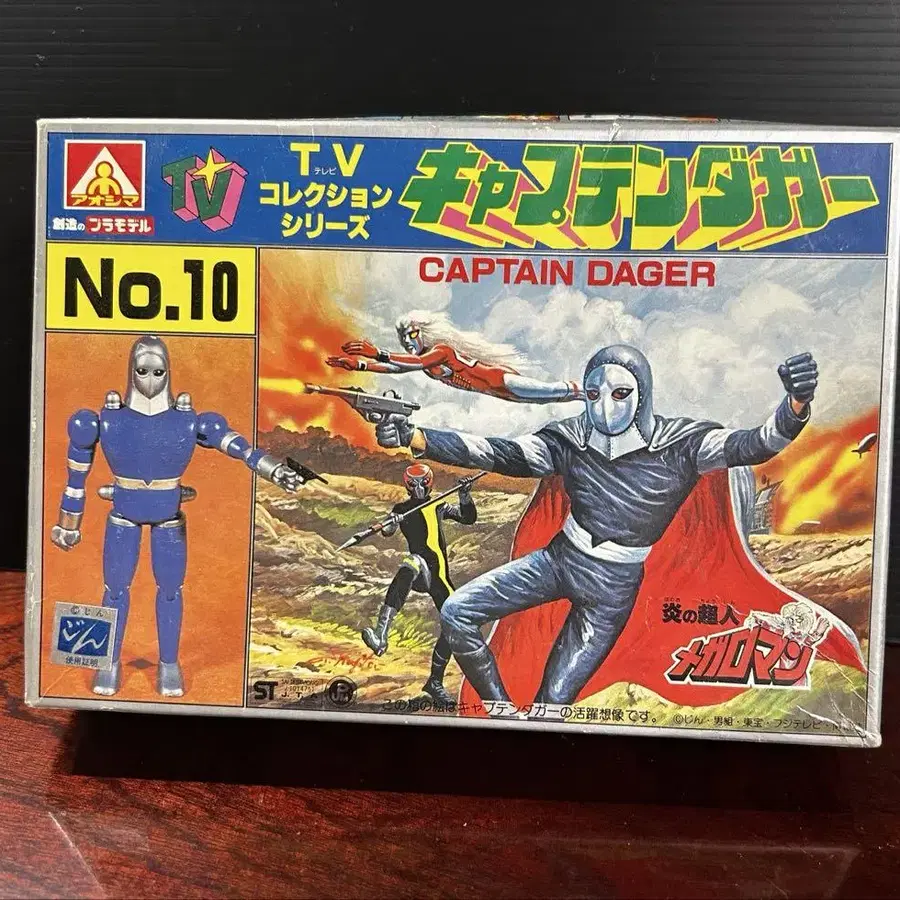 アオシマ
創造のプラモデル
TV
T.V
テレビ
コレクション
シリーズ
キャプテンダガー
CAPTAIN DAGER
No.10
©じん
じん
使用証明
ST
J.T.A
炎の超人
メガロマン
この箱の絵はキャプテンダガーの活躍想像です。
©じん・男組・東宝・フジテレビ